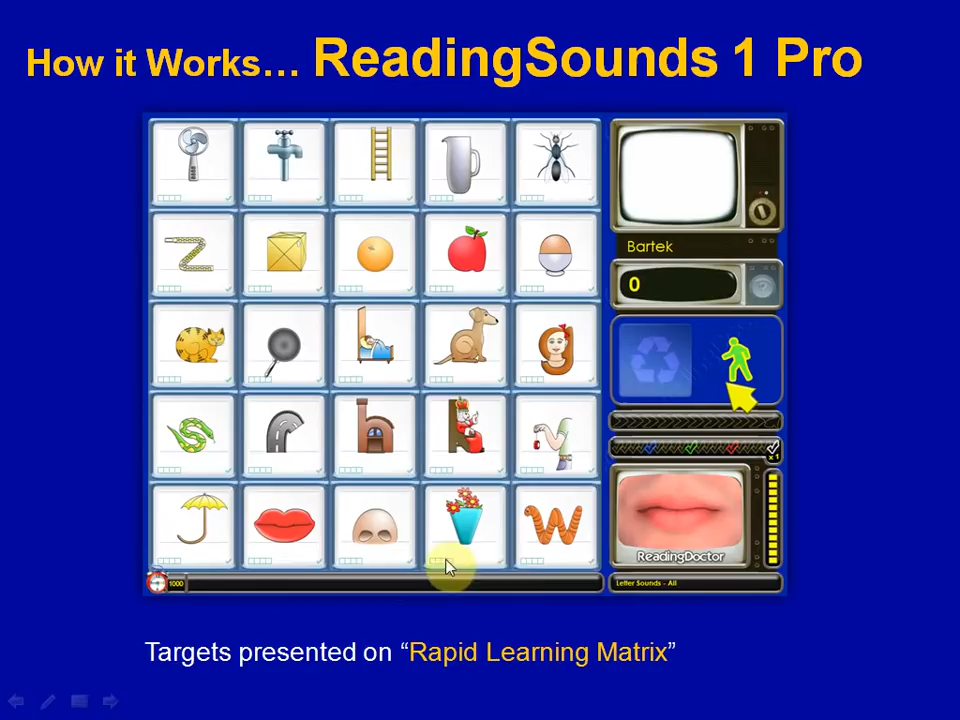 How it Works... ReadingSounds 1 Pro
Bartek
0
x 1
ReadingDoctor
1000
Letter Sounds - All
Targets presented on “Rapid Learning Matrix”